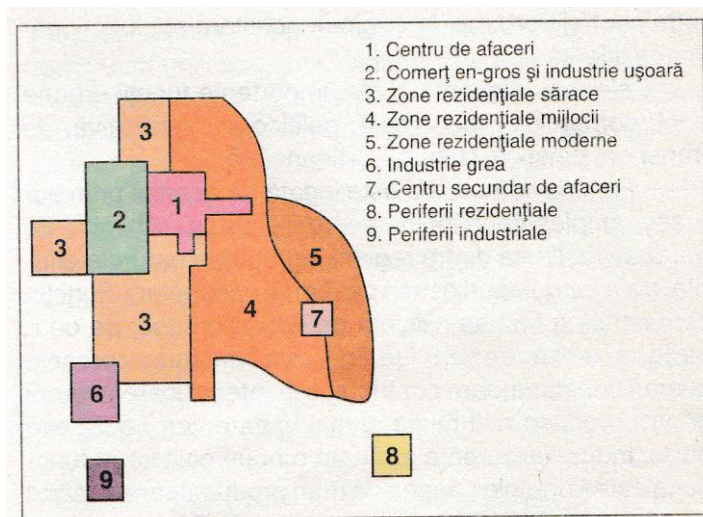 1. Centru de afaceri
2. Comerţ en-gros şi industrie uşoară
3. Zone rezidenţiale sărace
4. Zone rezidenţiale mijlocii
5. Zone rezidenţiale moderne
6. Industrie grea
7. Centru secundar de afaceri
8. Periferii rezidenţiale
9. Periferii industriale
3
1
2
3
5
3
4
7
6
8
9